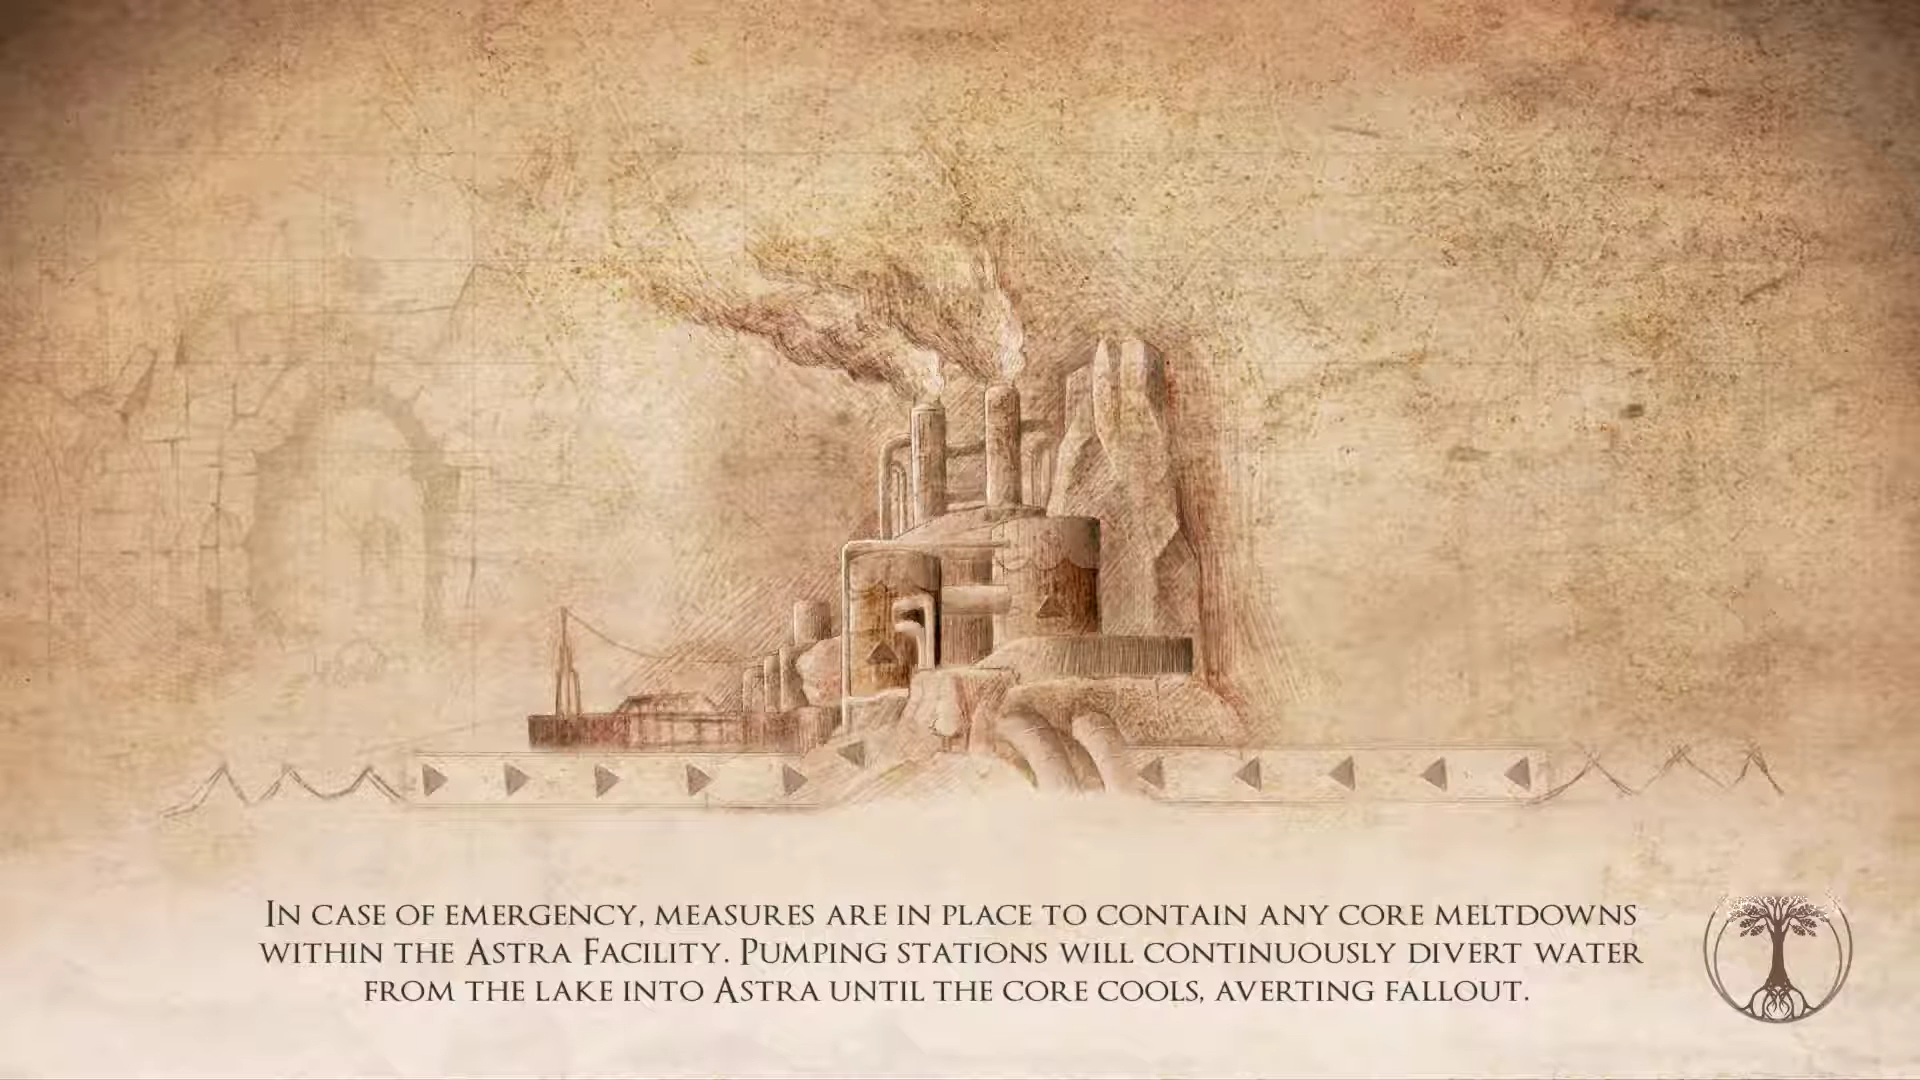 In case of emergency, measures are in place to contain any core meltdowns
within the Astra Facility. Pumping stations will continuously divert water
from the lake into Astra until the core cools, averting fallout.